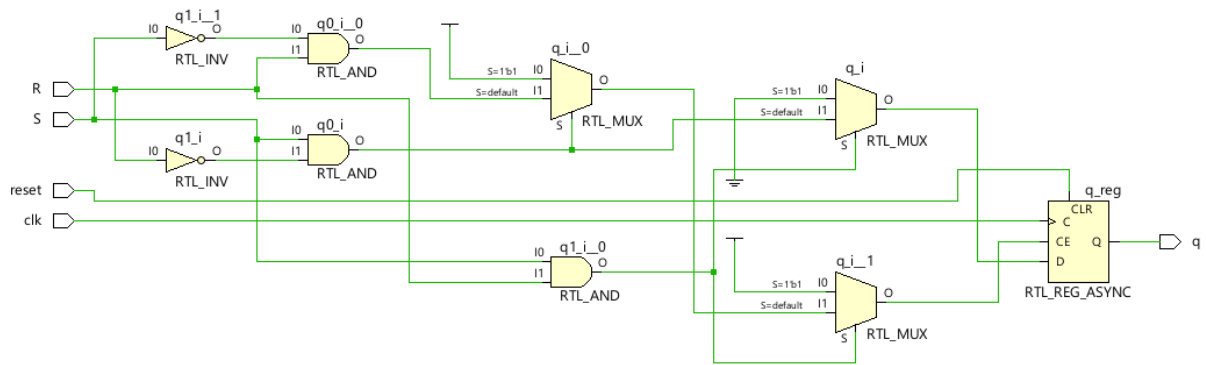 q1_i__1
I0
O
RTL_INV
q0_i__0
I0
I1
O
RTL_AND
R
S
q1_i
I0
O
RTL_INV
q0_i
I0
I1
O
RTL_AND
q_i__0
S=1'b1
I0
S=default
I1
O
S
RTL_MUX
q_i
S=1'b1
I0
S=default
I1
O
S
RTL_MUX
reset
clk
q_reg
CLR
C
CE
Q
D
RTL_REG_ASYNC
q
q1_i__0
I0
I1
O
RTL_AND
q_i__1
S=1'b1
I0
S=default
I1
O
S
RTL_MUX